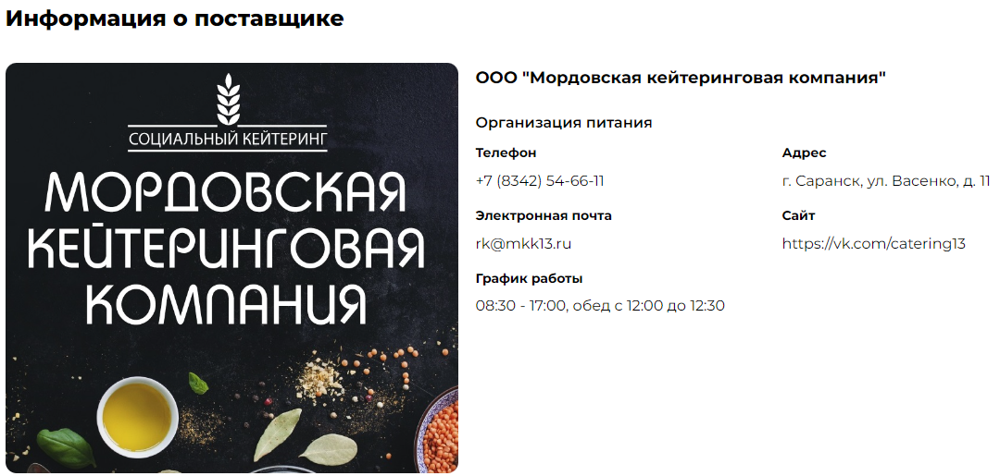 Информация о поставщике
СОЦИАЛЬНЫЙ КЕЙТЕРИНГ
МОРДОВСКАЯ
КЕЙТЕРИНГОВАЯ
КОМПАНИЯ
ООО "Мордовская кейтеринговая компания"
Организация питания
Телефон
+7 (8342) 54-66-11
Адрес
г. Саранск, ул. Васенко, д. 11
Электронная почта
rk@mkk13.ru
Сайт
https://vk.com/catering13
График работы
08:30 - 17:00, обед с 12:00 до 12:30